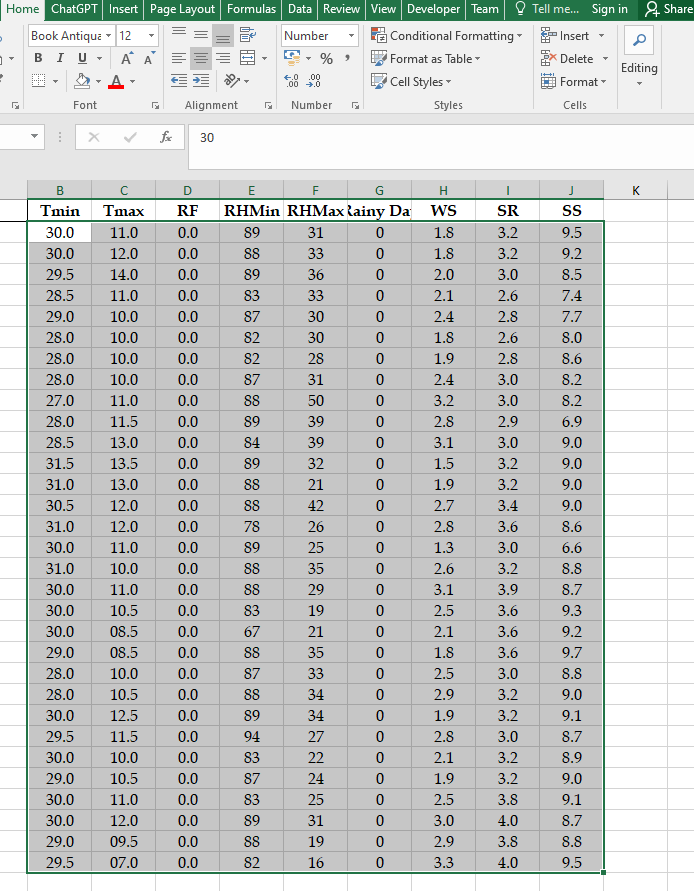 Home ChatGPT Insert Page Layout Formulas Data Review View Developer Team Tell me... Sign in Share
Book Antiqua 12 Number Conditional Formatting Insert
B I U A A % , Format as Table Delete Editing
A .00 .00 Cell Styles Format
Font Alignment Number Styles Cells
fx 30
B C D E F G H I J K
Tmin Tmax RF RHMin RHMax Rainy Da WS SR SS
30.0 11.0 0.0 89 31 0 1.8 3.2 9.5
30.0 12.0 0.0 88 33 0 1.8 3.2 9.2
29.5 14.0 0.0 89 36 0 2.0 3.0 8.5
28.5 11.0 0.0 83 33 0 2.1 2.6 7.4
29.0 10.0 0.0 87 30 0 2.4 2.8 7.7
28.0 10.0 0.0 82 30 0 1.8 2.6 8.0
28.0 10.0 0.0 82 28 0 1.9 2.8 8.6
28.0 10.0 0.0 87 31 0 2.4 3.0 8.2
27.0 11.0 0.0 88 50 0 3.2 3.0 8.2
28.0 11.5 0.0 89 39 0 2.8 2.9 6.9
28.5 13.0 0.0 84 39 0 3.1 3.0 9.0
31.5 13.5 0.0 89 32 0 1.5 3.2 9.0
31.0 13.0 0.0 88 21 0 1.9 3.2 9.0
30.5 12.0 0.0 88 42 0 2.7 3.4 9.0
31.0 12.0 0.0 78 26 0 2.8 3.6 8.6
30.0 11.0 0.0 89 25 0 1.3 3.0 6.6
31.0 10.0 0.0 88 35 0 2.6 3.2 8.8
30.0 11.0 0.0 88 29 0 3.1 3.9 8.7
30.0 10.5 0.0 83 19 0 2.5 3.6 9.3
30.0 08.5 0.0 67 21 0 2.1 3.6 9.2
29.0 08.5 0.0 88 35 0 1.8 3.6 9.7
28.0 10.0 0.0 87 33 0 2.5 3.0 8.8
28.0 10.5 0.0 88 34 0 2.9 3.2 9.0
30.0 12.5 0.0 89 34 0 1.9 3.2 9.1
29.5 11.5 0.0 94 27 0 2.8 3.0 8.7
30.0 10.0 0.0 83 22 0 2.1 3.2 8.9
29.0 10.5 0.0 87 24 0 1.9 3.2 9.0
30.0 11.0 0.0 83 25 0 2.5 3.8 9.1
30.0 12.0 0.0 89 31 0 3.0 4.0 8.7
29.0 09.5 0.0 88 19 0 2.9 3.8 8.8
29.5 07.0 0.0 82 16 0 3.3 4.0 9.5